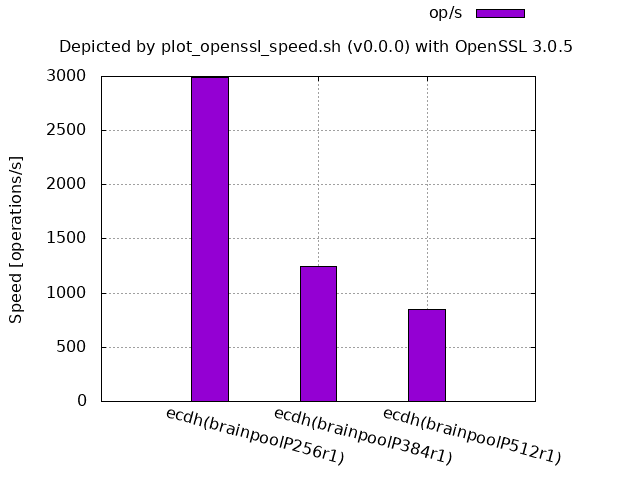 op/s
Depicted by plot_openssl_speed.sh (v0.0.0) with OpenSSL 3.0.5
3000
2500
2000
1500
1000
500
0
Speed [operations/s]
ecdh(brainpoolP256r1)
ecdh(brainpoolP384r1)
ecdh(brainpoolP512r1)